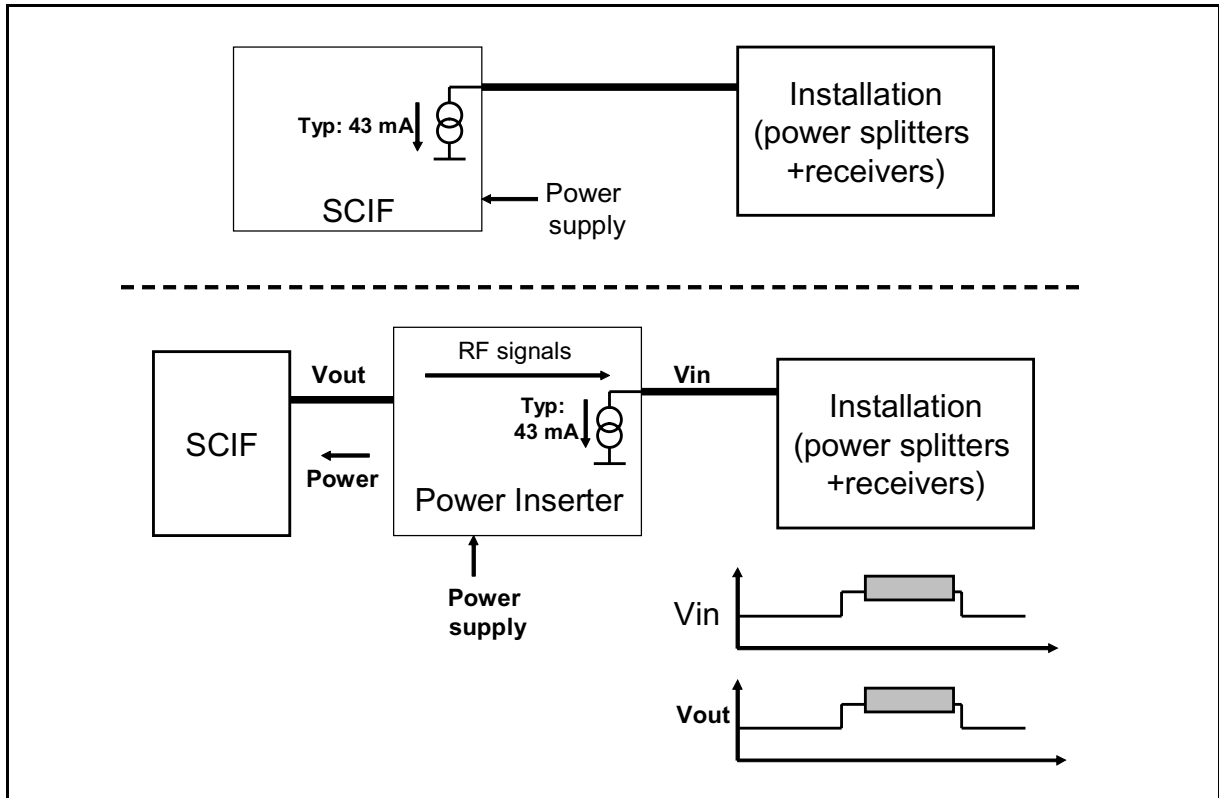 Installation
(power splitters
+receivers)
Typ: 43 mA
SCIF
Power
supply
RF signals
Vout
Vin
Typ:
43 mA
Installation
(power splitters
+receivers)
SCIF
Power
Power Inserter
Power
supply
Vin
Vout